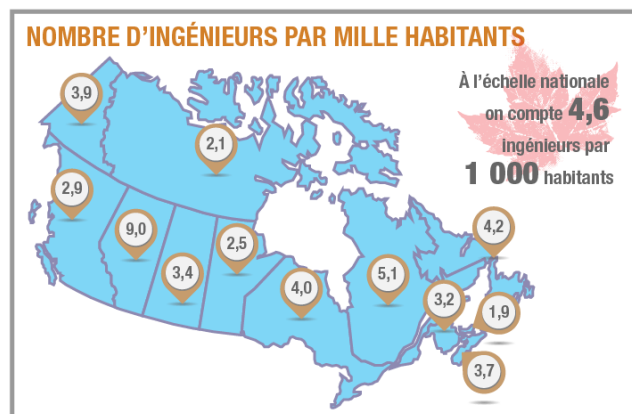 NOMBRE D'INGÉNIEURS PAR MILLE HABITANTS
À l'échelle nationale
on compte 4,6
ingénieurs par
1 000 habitants
3,9
2,1
2,9
9,0
3,4
2,5
4,0
5,1
4,2
3,2
1,9
3,7